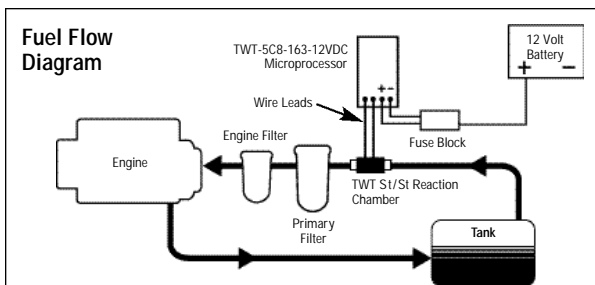 Fuel Flow
Diagram
TWT-5C8-163-12VDC
Microprocessor
+ -
12 Volt
Battery
+ -
Wire Leads
Fuse Block
Engine Filter
Engine
TWT St/St Reaction
Chamber
Primary
Filter
Tank